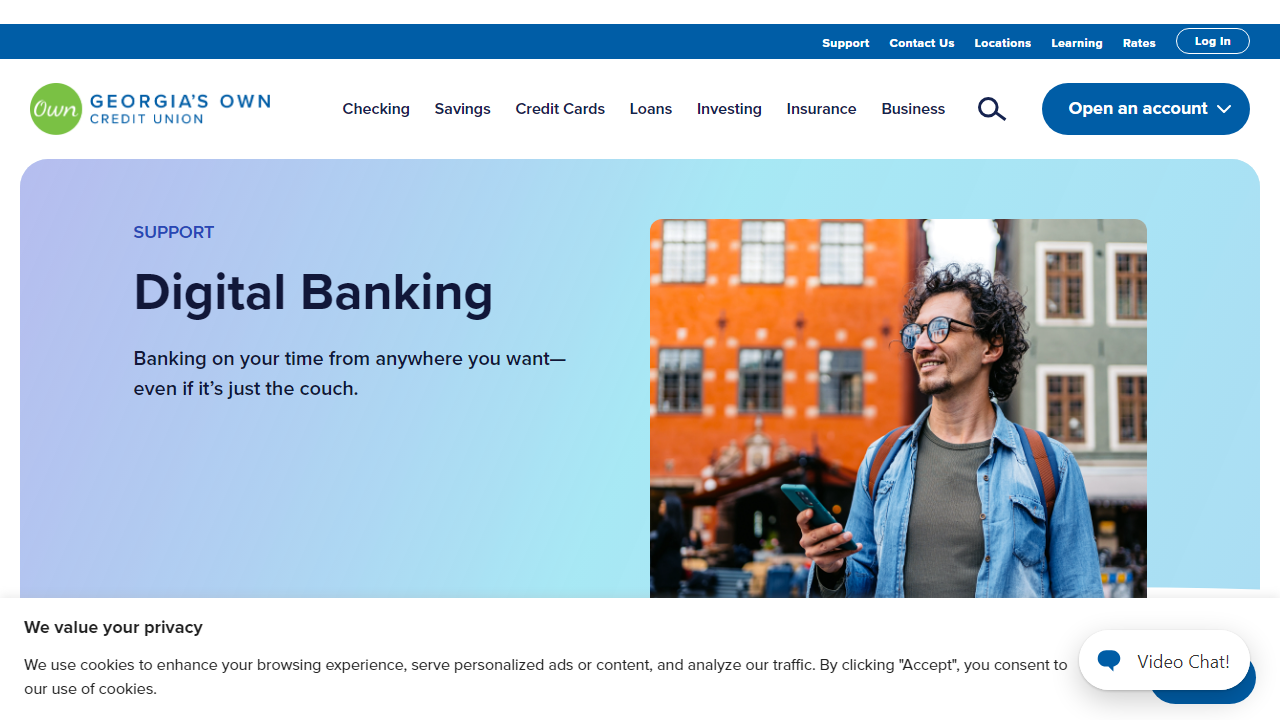 Support Contact Us Locations Learning Rates Log In
Own GEORGIA'S OWN
CREDIT UNION
Checking Savings Credit Cards Loans Investing Insurance Business Open an account
SUPPORT
Digital Banking
Banking on your time from anywhere you want—
even if it's just the couch.
We value your privacy
We use cookies to enhance your browsing experience, serve personalized ads or content, and analyze our traffic. By clicking "Accept", you consent to
our use of cookies.
Video Chat!